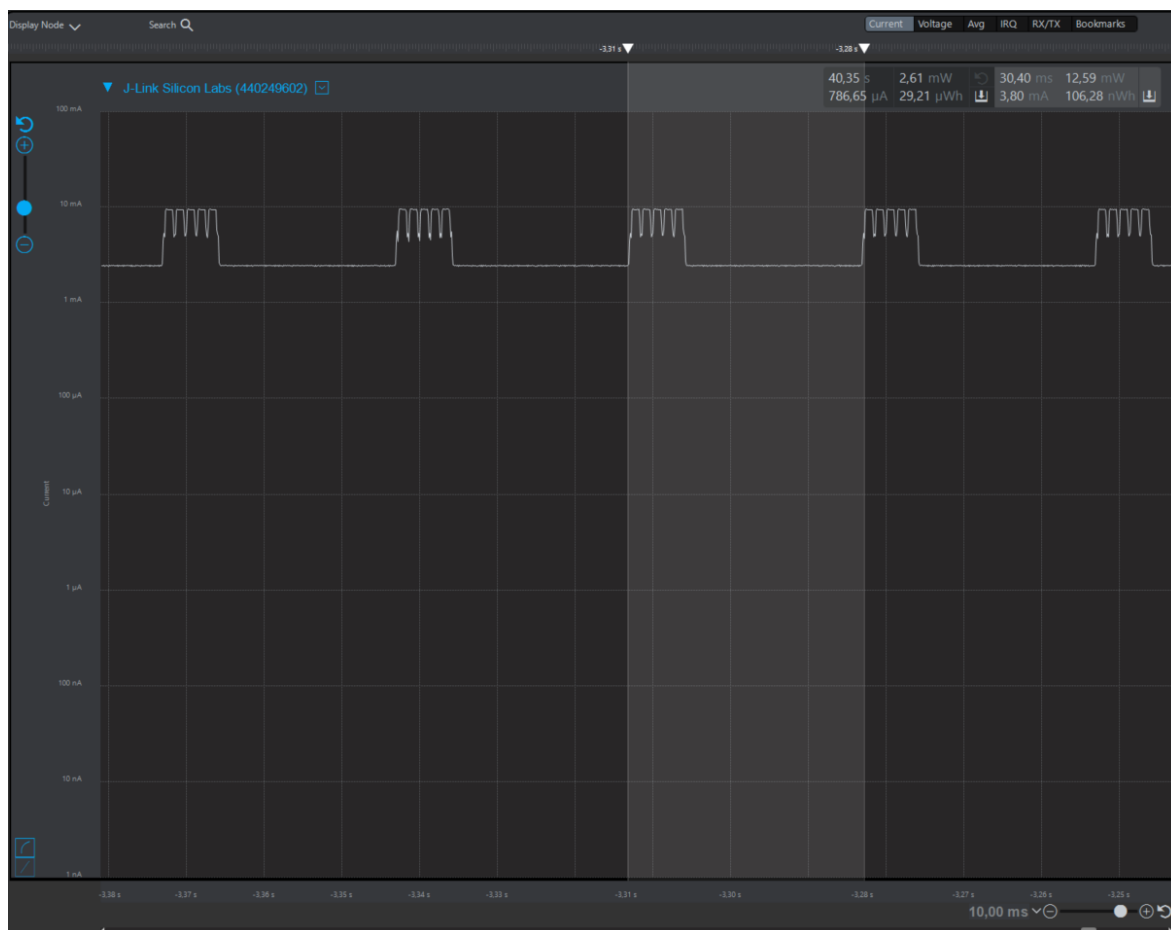 Display Node
Search
Current Voltage Avg IRQ RX/TX Bookmarks
-3,31 s
-3,28 s
J-Link Silicon Labs (440249602)
40,35 s 2,61 mW 30,40 ms 12,59 mW
786,65 µA 29,21 µWh 3,80 mA 106,28 nWh
100 mA
10 mA
1 mA
100 µA
10 µA
Current
1 µA
100 nA
10 nA
1 nA
-3,38 s -3,37 s -3,36 s -3,35 s -3,34 s -3,33 s -3,31 s -3,30 s -3,28 s -3,27 s -3,26 s -3,25 s
10,00 ms